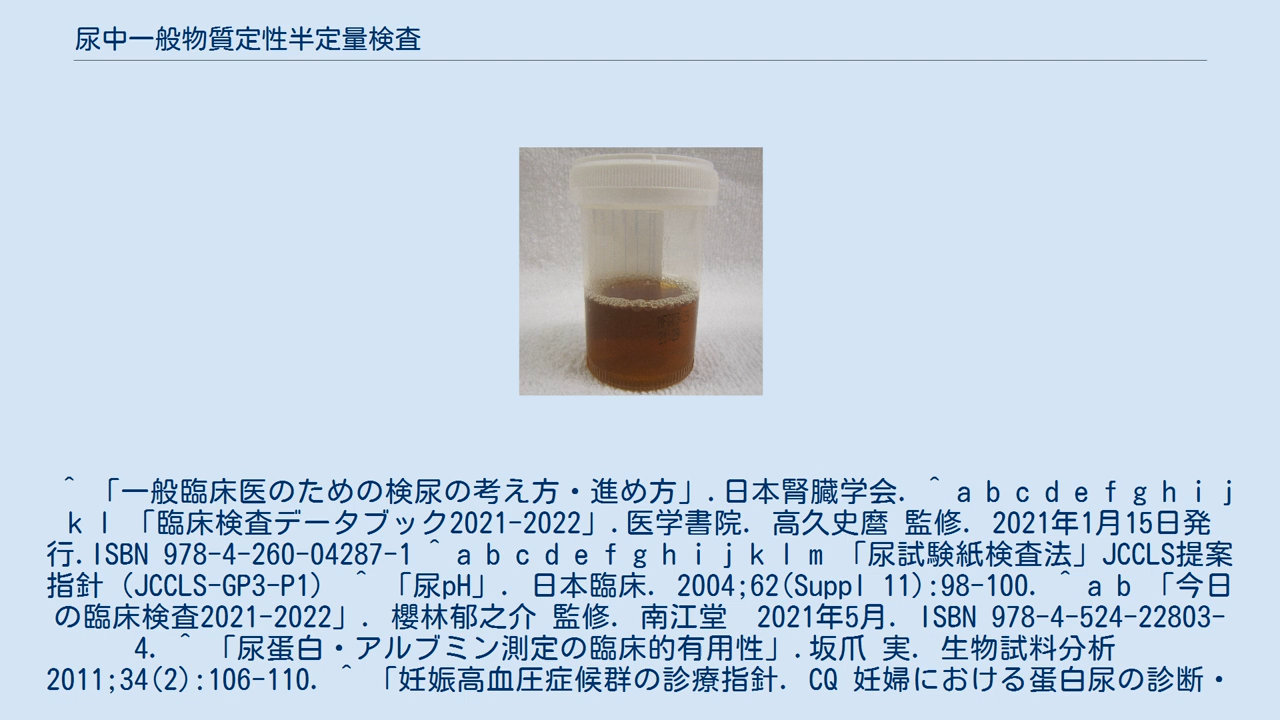 尿中一般物質定性半定量検査
^ 「一般臨床医のための検尿の考え方・進め方」.日本腎臓学会. ^ a b c d e f g h i j
k l 「臨床検査データブック2021-2022」.医学書院. 高久史麿 監修. 2021年1月15日発
行.ISBN 978-4-260-04287-1 ^ a b c d e f g h i j k l m 「尿試験紙検査法」JCCLS提案
指針（JCCLS-GP3-P1） ^ 「尿pH」. 日本臨床. 2004;62(Suppl 11):98-100. ^ a b 「今日
の臨床検査2021-2022」. 櫻林郁之介 監修. 南江堂 2021年5月. ISBN 978-4-524-22803-
4. ^ 「尿蛋白・アルブミン測定の臨床的有用性」.坂爪 実. 生物試料分析
2011;34(2):106-110. ^ 「妊娠高血圧症候群の診療指針. CQ 妊婦における蛋白尿の診断・